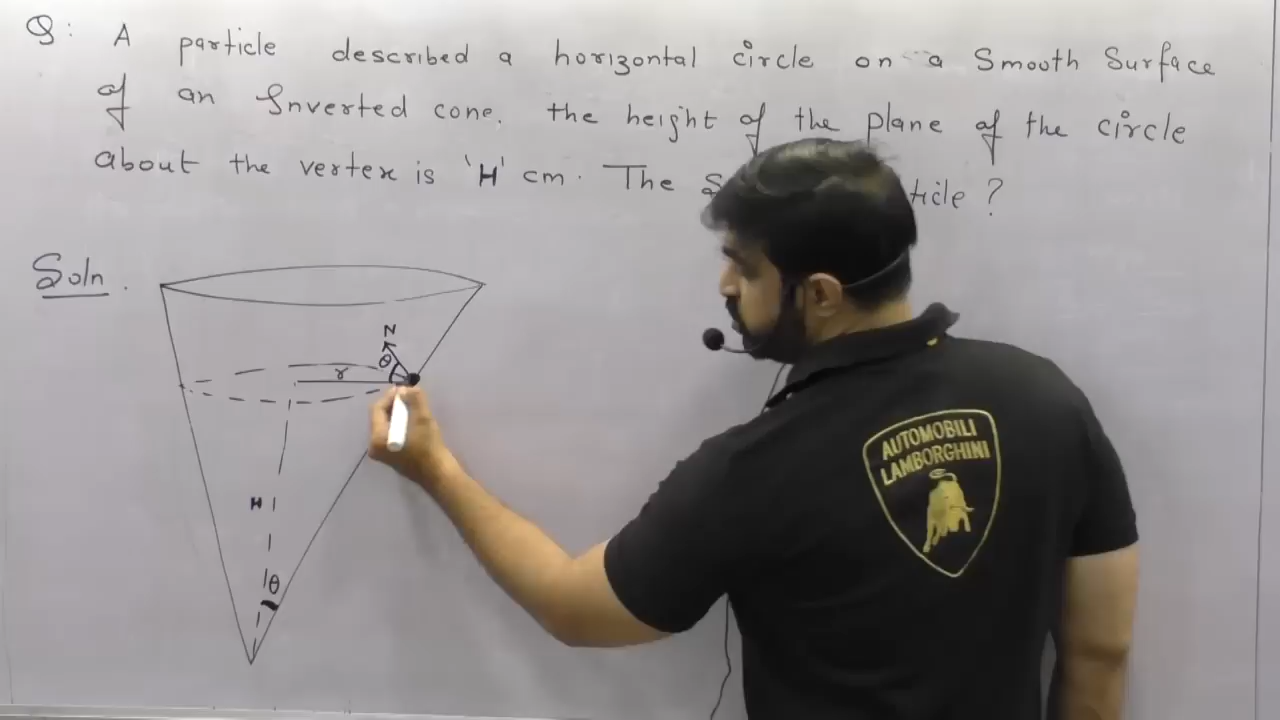 Q: A particle described a horizontal circle on a Smooth Surface
of an Inverted cone. the height of the plane of the circle
about the vertex is 'H' cm. The ticle ?
Soln.
N
θ
r
H
θ
AUTOMOBILI
LAMBORGHINI